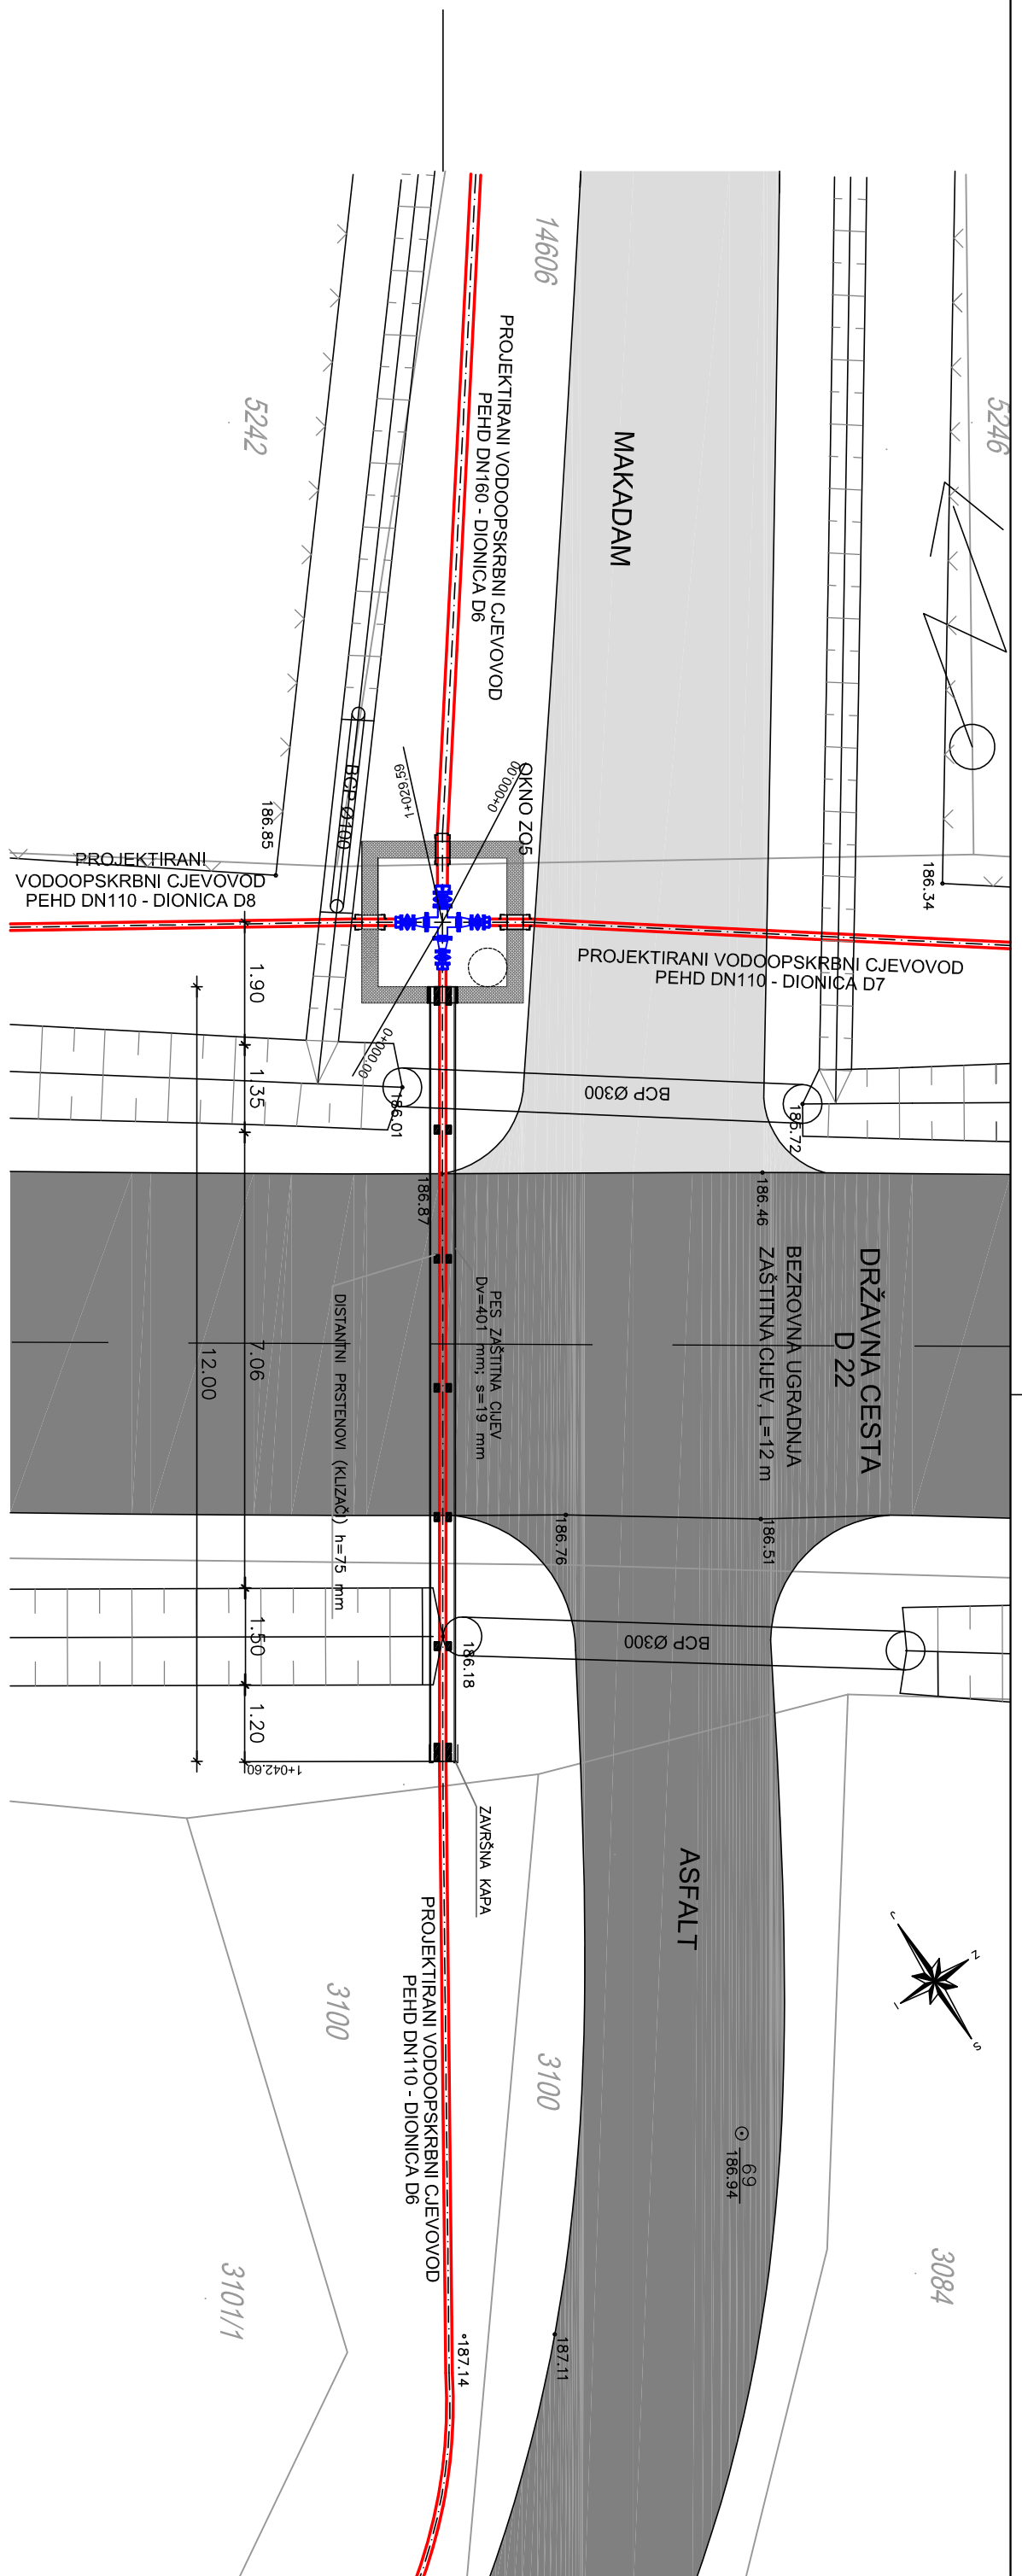 14606
5242
5246
PROJEKTIRANI VODOOPSKRBNI CJEVOVOD
PEHD DN160 - DIONICA D6
MAKADAM
BCP Ø100
1+029.59
0+000.00
OKNO ZO5
186.85
186.34
PROJEKTIRANI
VODOOPSKRBNI CJEVOVOD
PEHD DN110 - DIONICA D8
PROJEKTIRANI VODOOPSKRBNI CJEVOVOD
PEHD DN110 - DIONICA D7
1.90
0+000.00
1.35
186.01
BCP Ø300
186.72
186.87
186.46
DRŽAVNA CESTA
D 22
BEZROVNA UGRADNJA
ZAŠTITNA CIJEV, L=12 m
PES ZAŠTITNA CIJEV
Dv=401 mm; s=19 mm
DISTANTNI PRSTENOVI (KLIZAČI) h=75 mm
7.06
12.00
186.76
186.51
1.50
186.18
BCP Ø300
1.20
1+042.60
ZAVRŠNA KAPA
ASFALT
J
Z
I
S
PROJEKTIRANI VODOOPSKRBNI CJEVOVOD
PEHD DN110 - DIONICA D6
3100
3100
69
186.94
3101/1
3084
187.14
187.11